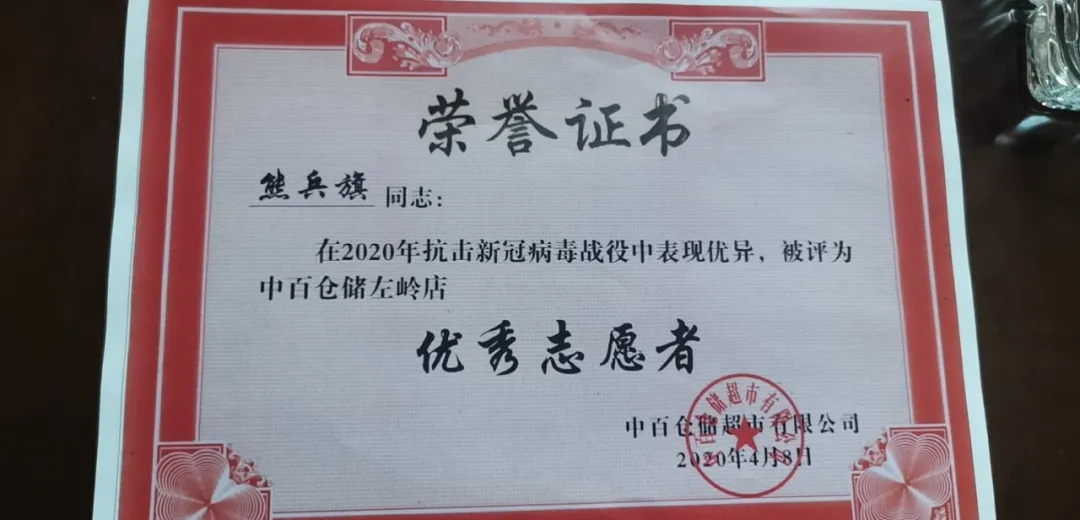 荣誉证书
熊兵旗 同志：
在2020年抗击新冠病毒战役中表现优异，被评为
中百仓储左岭店
优秀志愿者
中百仓储超市有限公司
2020年4月8日